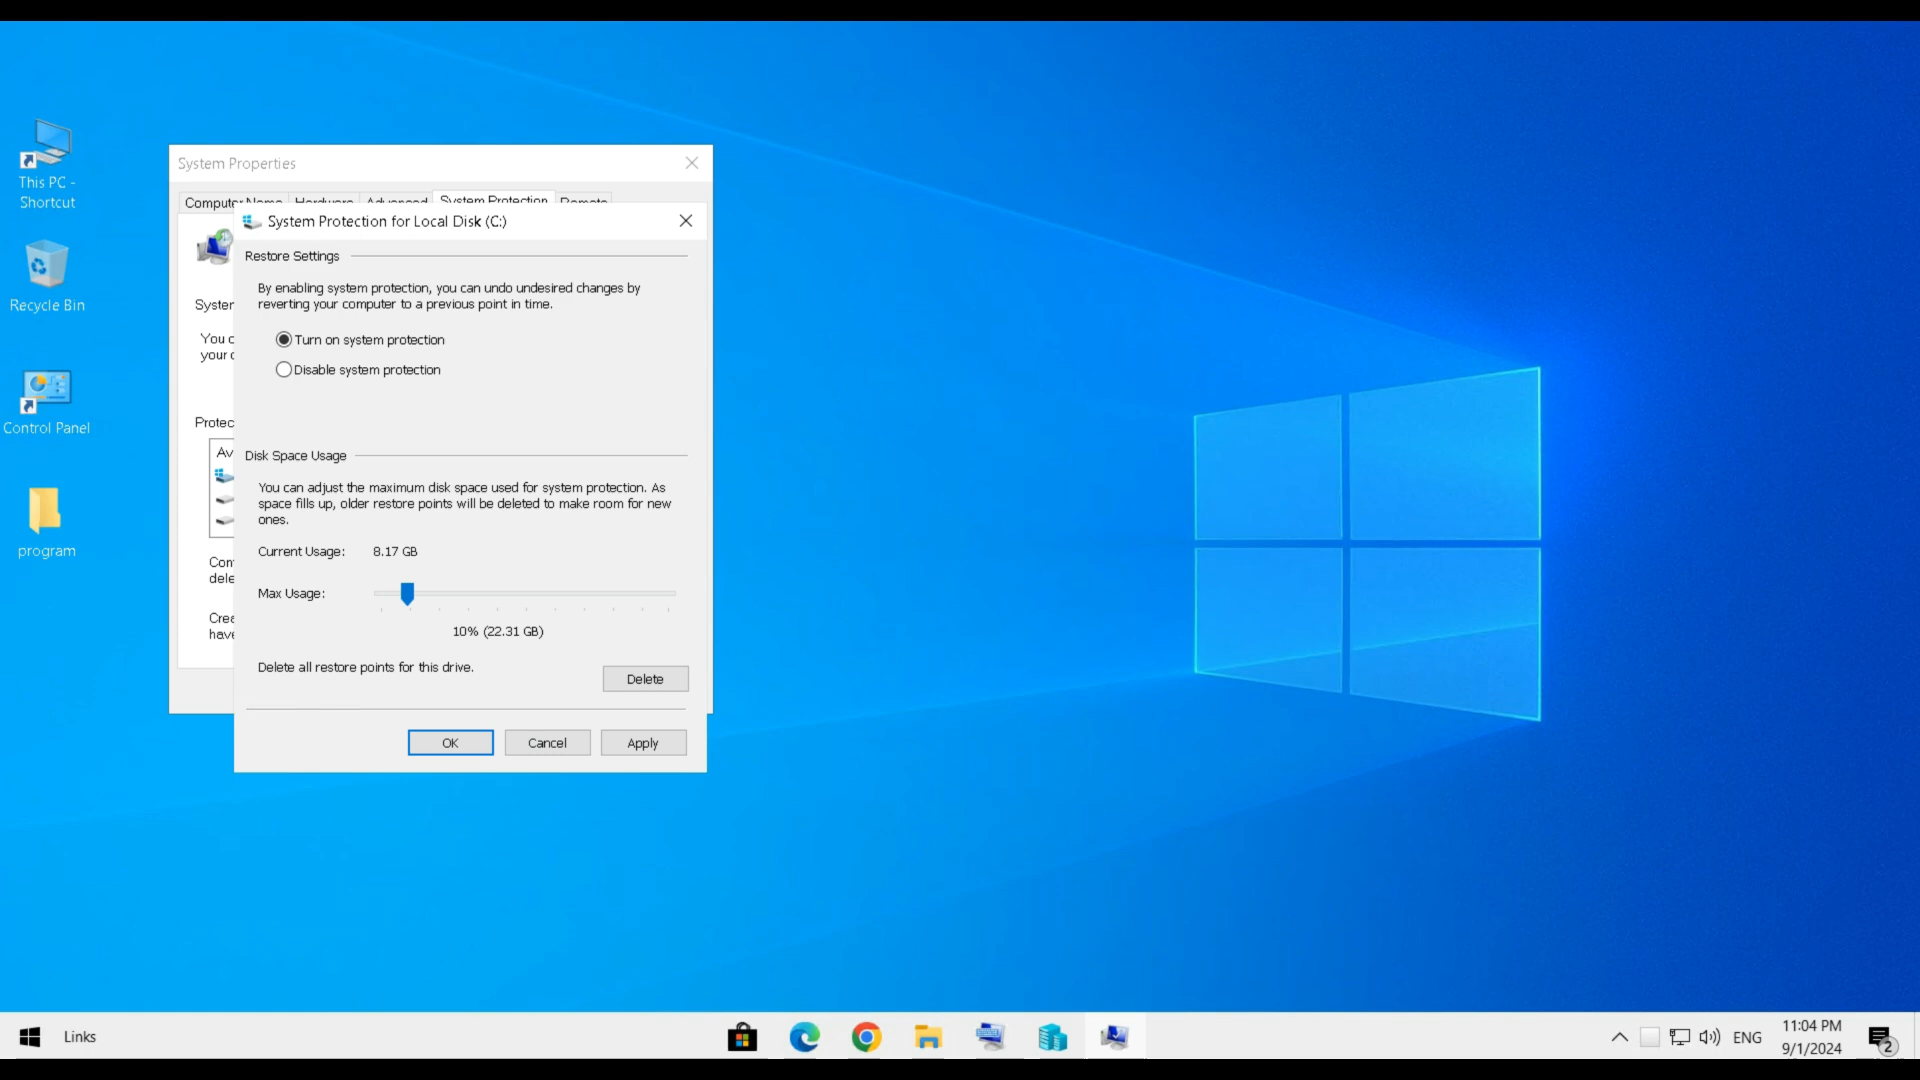 This PC -
Shortcut
Recycle Bin
Control Panel
program
System Properties
Computer Name Hardware Advanced System Protection Remote
System Protection for Local Disk (C:)
Restore Settings
By enabling system protection, you can undo undesired changes by
reverting your computer to a previous point in time.
Turn on system protection
Disable system protection
Disk Space Usage
You can adjust the maximum disk space used for system protection. As
space fills up, older restore points will be deleted to make room for new
ones.
Current Usage: 8.17 GB
Max Usage:
10% (22.31 GB)
Delete all restore points for this drive.
Delete
OK Cancel Apply
Links
ENG
11:04 PM
9/1/2024
2